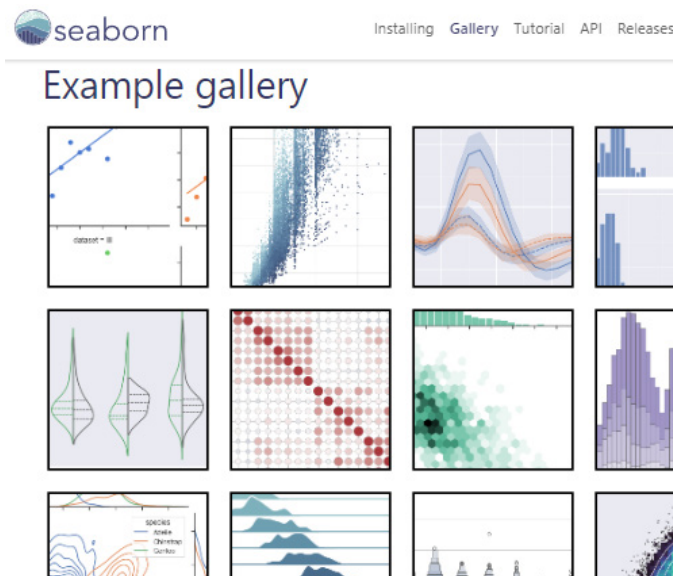 seaborn
Installing Gallery Tutorial API Releases
Example gallery
dataset = III
species
Adelie
Chinstrap
Gentoo